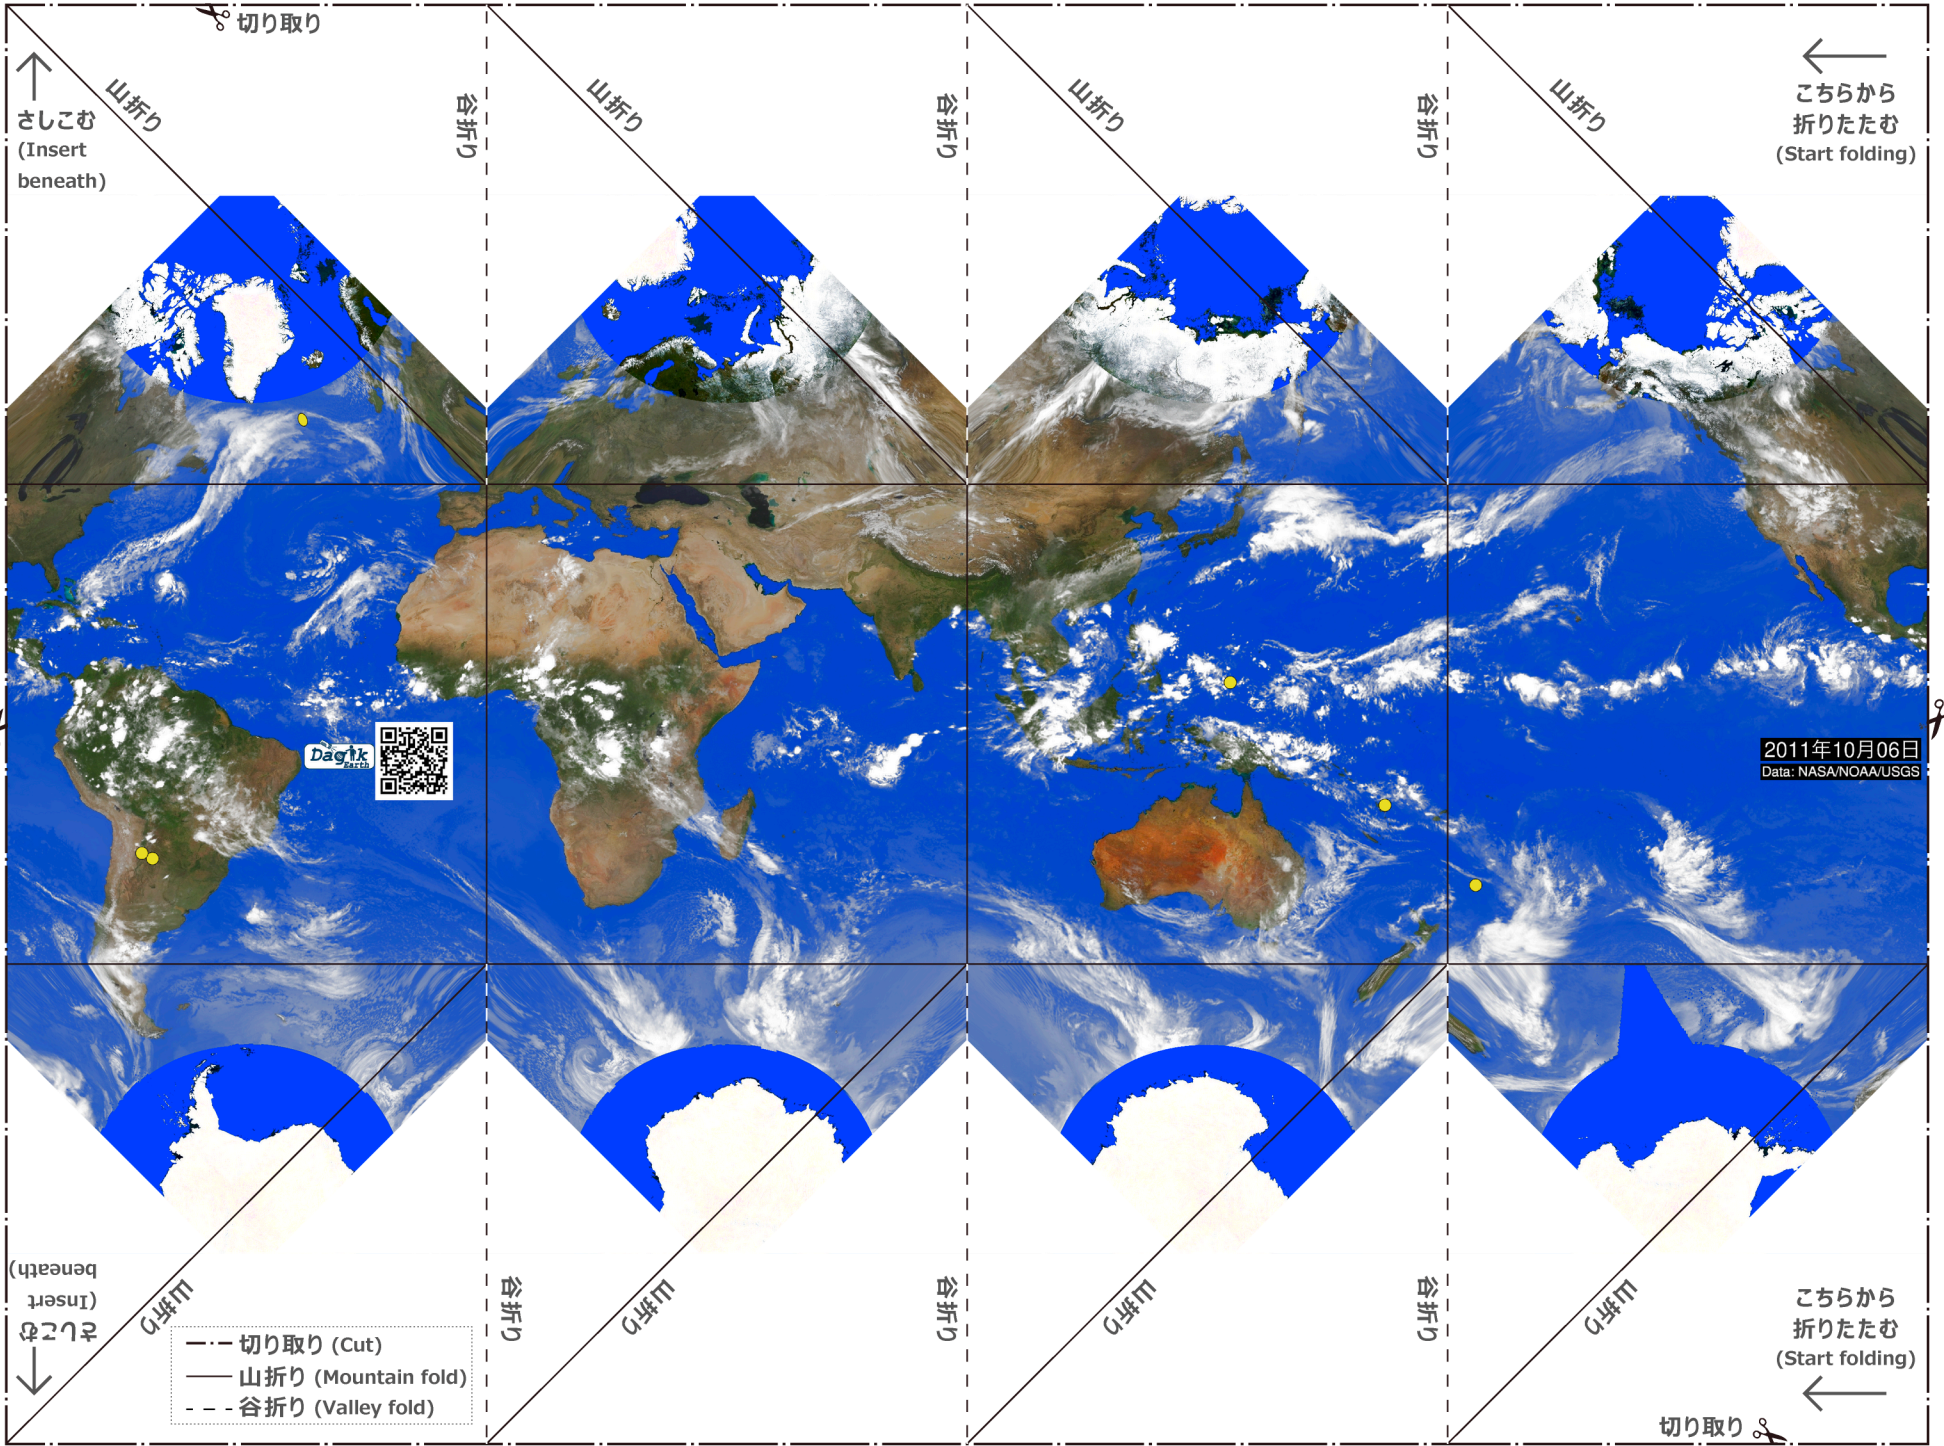 切り取り
山折り
谷折り
山折り
谷折り
山折り
谷折り
山折り
こちらから
折りたたむ
(Start folding)
さしこむ
(Insert
beneath)
Dagik
Earth
2011年10月06日
Data: NASA/NOAA/USGS
さしこむ
(Insert
beneath)
山折り
谷折り
山折り
谷折り
山折り
谷折り
山折り
こちらから
折りたたむ
(Start folding)
切り取り (Cut)
山折り (Mountain fold)
谷折り (Valley fold)
切り取り